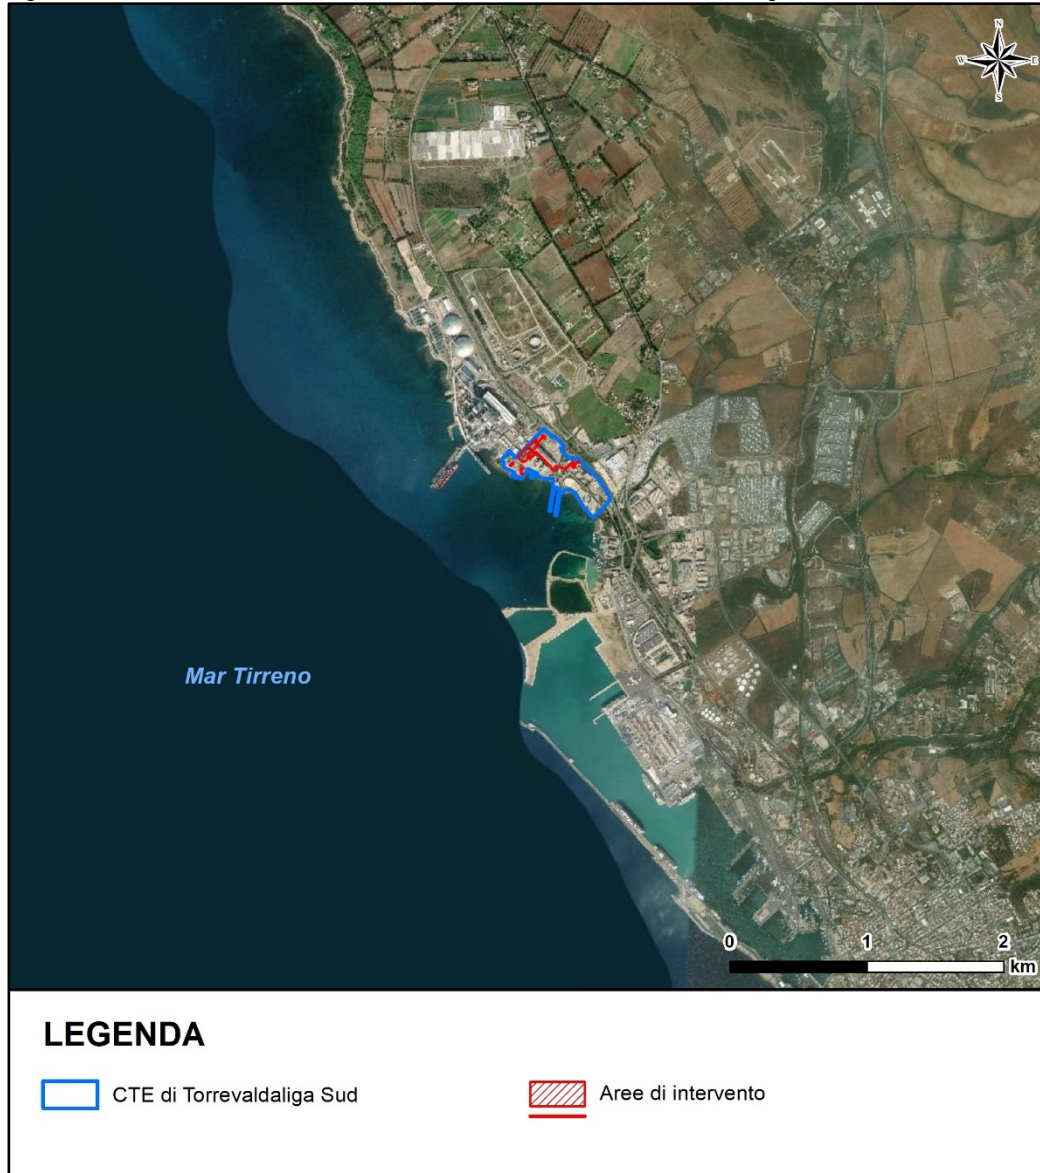 N
W E
S
Mar Tirreno
0 1 2
km
LEGENDA
CTE di Torrevaldaliga Sud
Aree di intervento